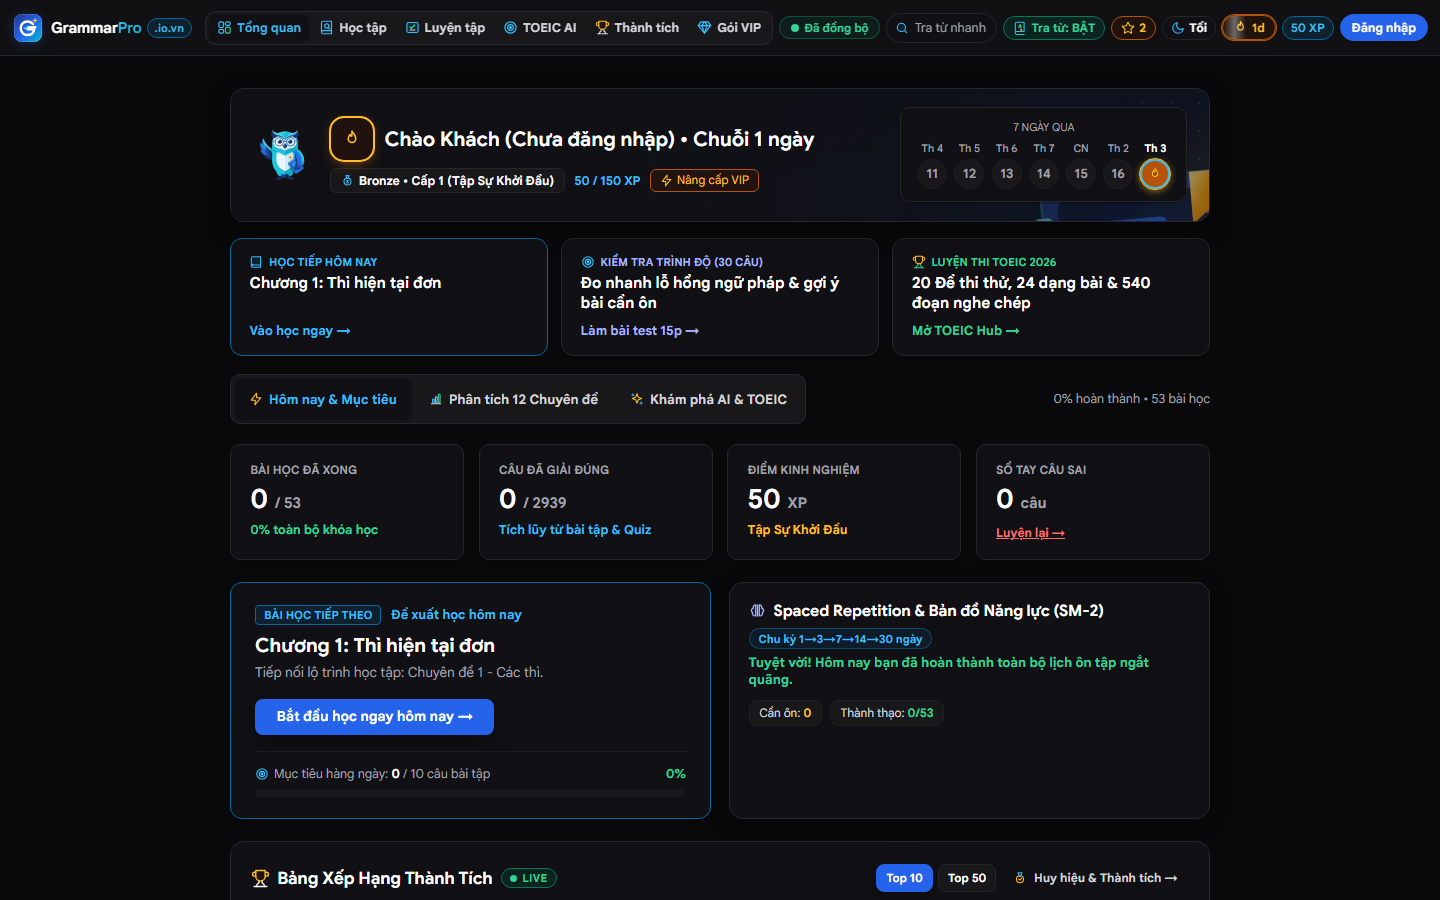 GrammarPro .io.vn Tổng quan Học tập Luyện tập TOEIC AI Thành tích Gói VIP Đã đồng bộ Tra từ nhanh Tra từ: BẬT 2 Tối 1d 50 XP Đăng nhập
Chào Khách (Chưa đăng nhập) • Chuỗi 1 ngày
Bronze • Cấp 1 (Tập Sự Khởi Đầu) 50 / 150 XP Nâng cấp VIP
7 NGÀY QUA
Th 4 Th 5 Th 6 Th 7 CN Th 2 Th 3
11 12 13 14 15 16
HỌC TIẾP HÔM NAY
Chương 1: Thì hiện tại đơn
Vào học ngay →
KIỂM TRA TRÌNH ĐỘ (30 CÂU)
Đo nhanh lỗ hổng ngữ pháp & gợi ý
bài cần ôn
Làm bài test 15p →
LUYỆN THI TOEIC 2026
20 Đề thi thử, 24 dạng bài & 540
đoạn nghe chép
Mở TOEIC Hub →
Hôm nay & Mục tiêu Phân tích 12 Chuyên đề Khám phá AI & TOEIC 0% hoàn thành • 53 bài học
BÀI HỌC ĐÃ XONG
0 / 53
0% toàn bộ khóa học
CÂU ĐÃ GIẢI ĐÚNG
0 / 2939
Tích lũy từ bài tập & Quiz
ĐIỂM KINH NGHIỆM
50 XP
Tập Sự Khởi Đầu
SỔ TAY CÂU SAI
0 câu
Luyện lại →
BÀI HỌC TIẾP THEO Đề xuất học hôm nay
Chương 1: Thì hiện tại đơn
Tiếp nối lộ trình học tập: Chuyên đề 1 - Các thì.
Bắt đầu học ngay hôm nay →
Mục tiêu hàng ngày: 0 / 10 câu bài tập 0%
Spaced Repetition & Bản đồ Năng lực (SM-2)
Chu kỳ 1→3→7→14→30 ngày
Tuyệt vời! Hôm nay bạn đã hoàn thành toàn bộ lịch ôn tập ngắt
quãng.
Cần ôn: 0 Thành thạo: 0/53
Bảng Xếp Hạng Thành Tích LIVE Top 10 Top 50 Huy hiệu & Thành tích →